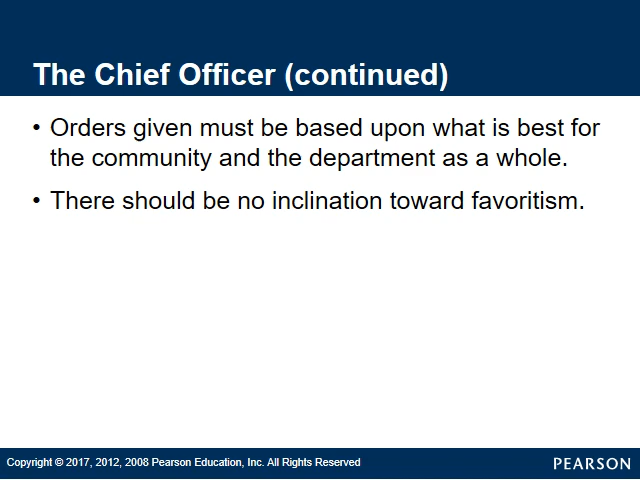 The Chief Officer (continued)
• Orders given must be based upon what is best for
the community and the department as a whole.
• There should be no inclination toward favoritism.
Copyright © 2017, 2012, 2008 Pearson Education, Inc. All Rights Reserved
PEARSON